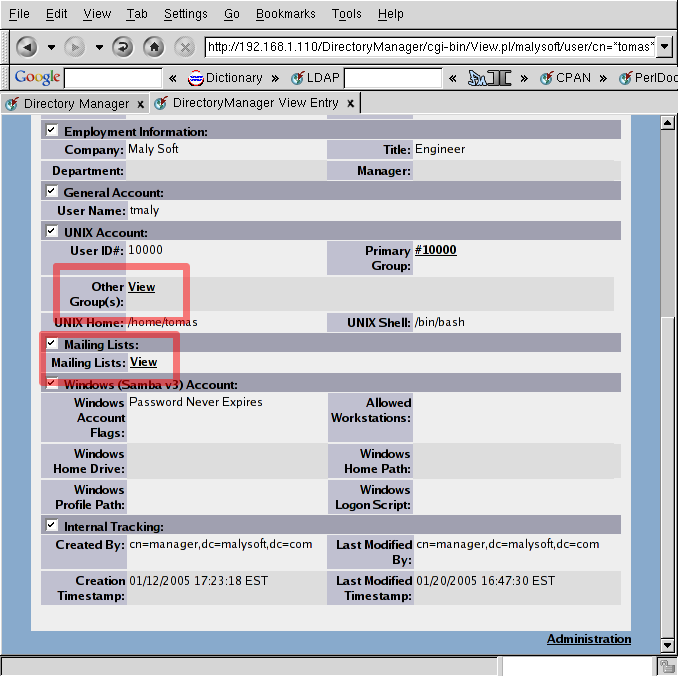 File Edit View Tab Settings Go Bookmarks Tools Help
http://192.168.1.110/DirectoryManager/cgi-bin/View.pl/malysoft/user/cn=*tomas*
Google « Dictionary » LDAP « » CPAN » PerlDoc
Directory Manager x DirectoryManager View Entry x
Employment Information:
Company: Maly Soft Title: Engineer
Department: Manager:
General Account:
User Name: tmaly
UNIX Account:
User ID#: 10000 Primary Group: #10000
Other Group(s): View
UNIX Home: /home/tomas UNIX Shell: /bin/bash
Mailing Lists:
Mailing Lists: View
Windows (Samba v3) Account:
Windows Account Flags: Password Never Expires Allowed Workstations:
Windows Home Drive: Windows Home Path:
Windows Profile Path: Windows Logon Script:
Internal Tracking:
Created By: cn=manager,dc=malysoft,dc=com Last Modified By: cn=manager,dc=malysoft,dc=com
Creation Timestamp: 01/12/2005 17:23:18 EST Last Modified Timestamp: 01/20/2005 16:47:30 EST
Administration